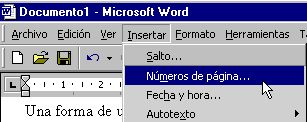 Documento1 - Microsoft Word
Archivo Edición Ver Insertar Formato Herramientas
Salto...
Números de página...
Fecha y hora...
Autotexto
Una forma de